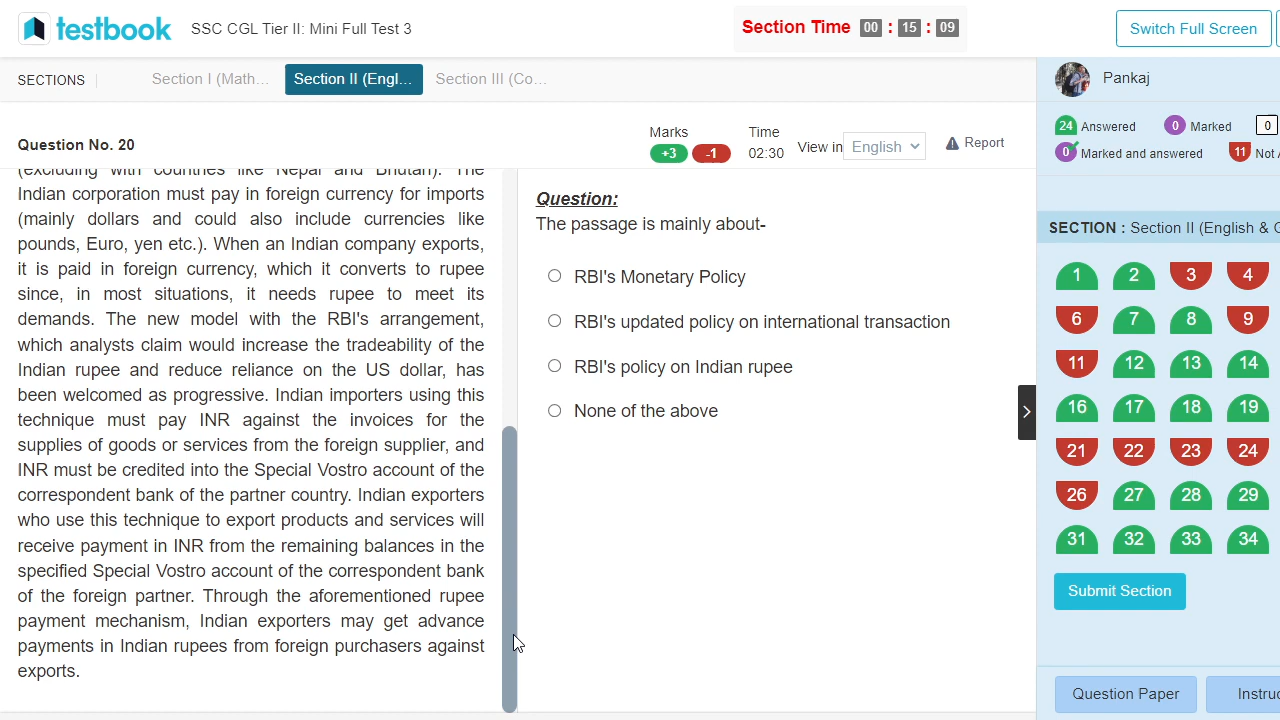 testbook
SSC CGL Tier II: Mini Full Test 3
Section Time 00 : 15 : 09
Switch Full Screen
SECTIONS
Section I (Math...
Section II (Engl...
Section III (Co...
Pankaj
24 Answered
0 Marked
0
0 Marked and answered
11 Not
Question No. 20
Marks
+3 -1
Time
02:30
View in English
Report
(excluding with countries like Nepal and Bhutan). The
Indian corporation must pay in foreign currency for imports
(mainly dollars and could also include currencies like
pounds, Euro, yen etc.). When an Indian company exports,
it is paid in foreign currency, which it converts to rupee
since, in most situations, it needs rupee to meet its
demands. The new model with the RBI's arrangement,
which analysts claim would increase the tradeability of the
Indian rupee and reduce reliance on the US dollar, has
been welcomed as progressive. Indian importers using this
technique must pay INR against the invoices for the
supplies of goods or services from the foreign supplier, and
INR must be credited into the Special Vostro account of the
correspondent bank of the partner country. Indian exporters
who use this technique to export products and services will
receive payment in INR from the remaining balances in the
specified Special Vostro account of the correspondent bank
of the foreign partner. Through the aforementioned rupee
payment mechanism, Indian exporters may get advance
payments in Indian rupees from foreign purchasers against
exports.
Question:
The passage is mainly about-
RBI's Monetary Policy
RBI's updated policy on international transaction
RBI's policy on Indian rupee
None of the above
SECTION : Section II (English &
1 2 3 4
6 7 8 9
11 12 13 14
16 17 18 19
21 22 23 24
26 27 28 29
31 32 33 34
Submit Section
Question Paper
Instruc